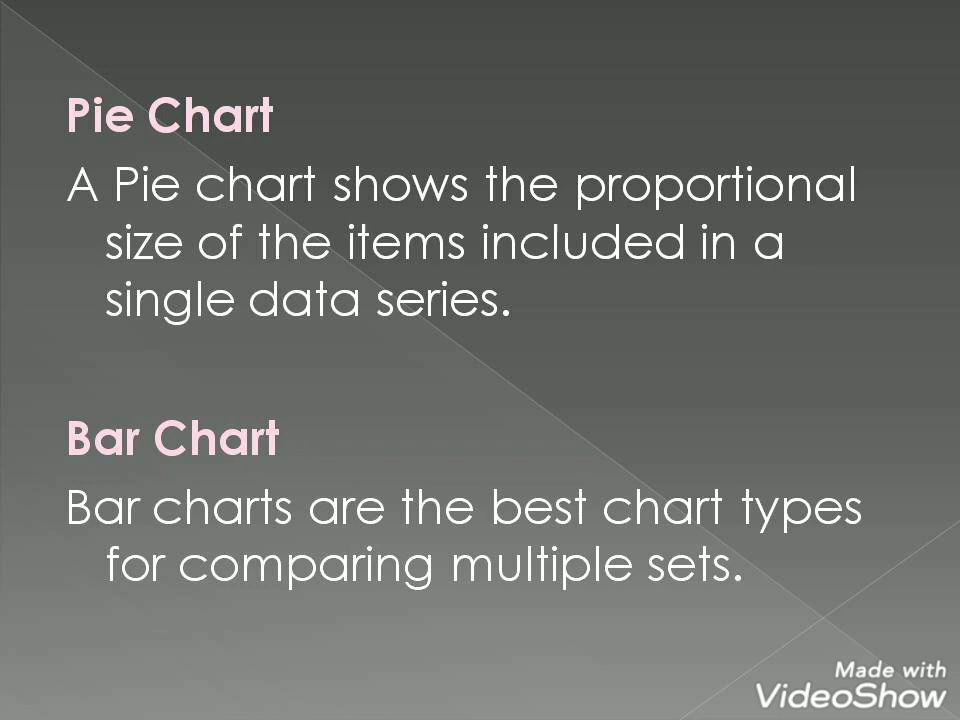 Pie Chart
A Pie chart shows the proportional
size of the items included in a
single data series.
Bar Chart
Bar charts are the best chart types
for comparing multiple sets.
Made with
VideoShow